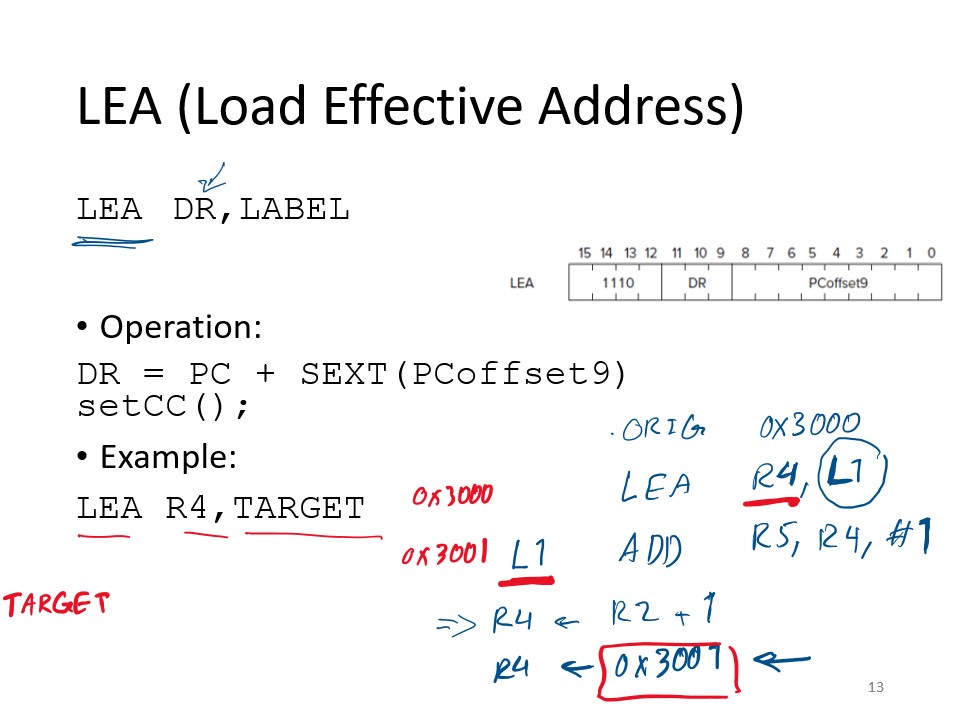 LEA (Load Effective Address)
LEA DR,LABEL
15 14 13 12 11 10 9 8 7 6 5 4 3 2 1 0
LEA 1110 DR PCoffset9
• Operation:
DR = PC + SEXT(PCoffset9)
setCC();
.ORIG 0x3000
• Example:
LEA R4,TARGET
0x3000 LEA R4, L1
0x3001 L1 ADD R5, R4, #1
TARGET
=> R4 ← R2 + 1
R4 ← 0x3001 ←
13